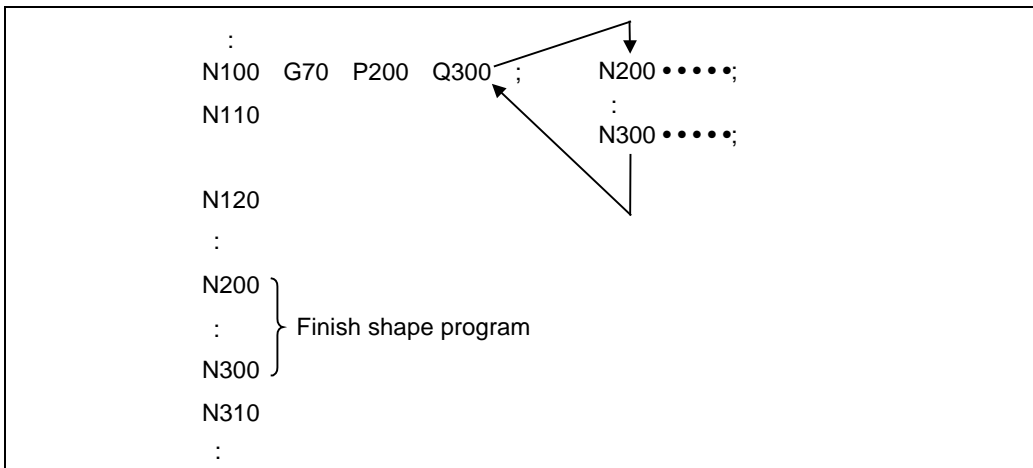 :
N100 G70 P200 Q300 ; N200 •••••;
N110 :
N300 •••••;
N120
:
N200
: Finish shape program
N300
N310
: